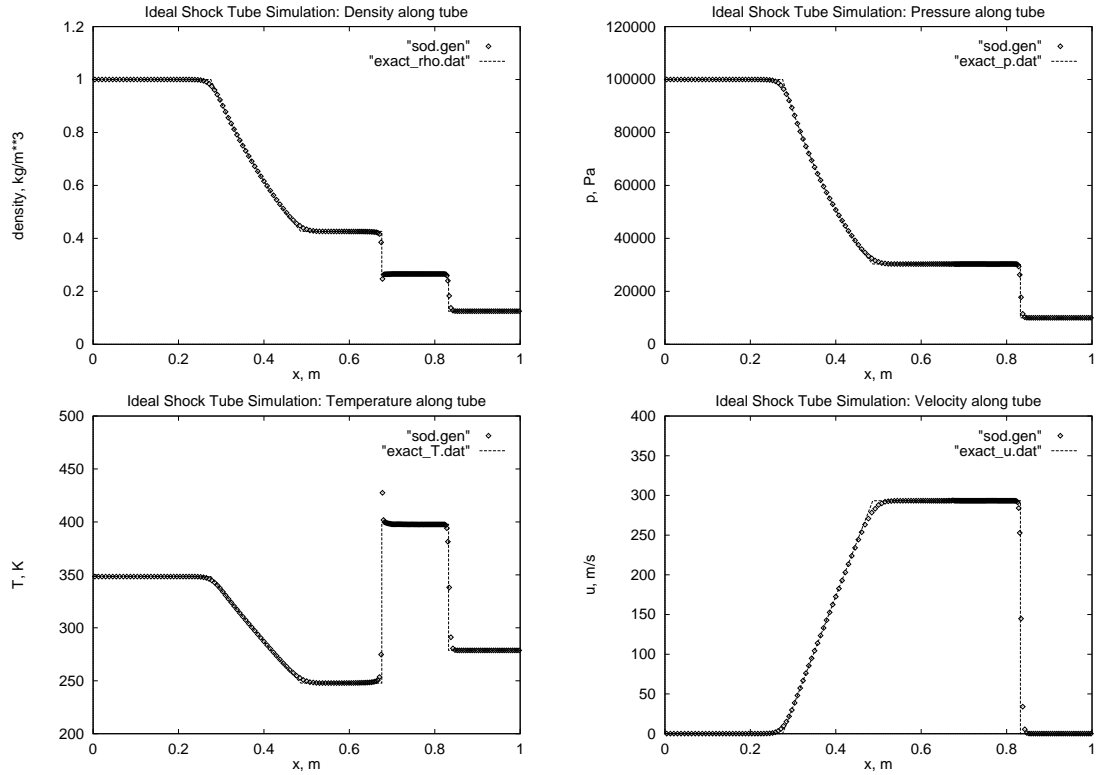 Ideal Shock Tube Simulation: Density along tube
1.2
1
0.8
0.6
0.4
0.2
0
density, kg/m**3
"sod.gen"
"exact_rho.dat"
0 0.2 0.4 0.6 0.8 1
x, m
Ideal Shock Tube Simulation: Pressure along tube
120000
100000
80000
60000
40000
20000
0
p, Pa
"sod.gen"
"exact_p.dat"
0 0.2 0.4 0.6 0.8 1
x, m
Ideal Shock Tube Simulation: Temperature along tube
500
450
400
350
300
250
200
T, K
"sod.gen"
"exact_T.dat"
0 0.2 0.4 0.6 0.8 1
x, m
Ideal Shock Tube Simulation: Velocity along tube
400
350
300
250
200
150
100
50
0
u, m/s
"sod.gen"
"exact_u.dat"
0 0.2 0.4 0.6 0.8 1
x, m